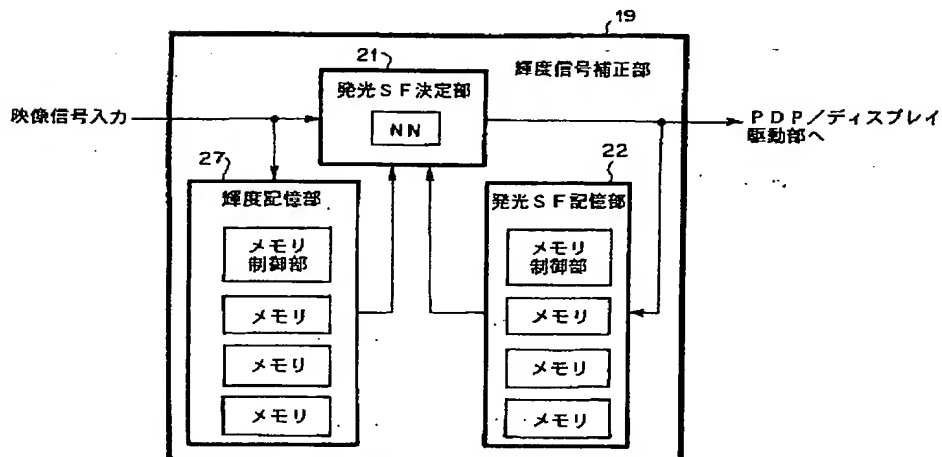 19
21
輝度信号補正部
発光SF決定部
映像信号入力
NN
PDP/ディスプレイ
駆動部へ
27
22
輝度記憶部
発光SF記憶部
メモリ
制御部
メモリ
制御部
メモリ
メモリ
メモリ
メモリ
メモリ
メモリ